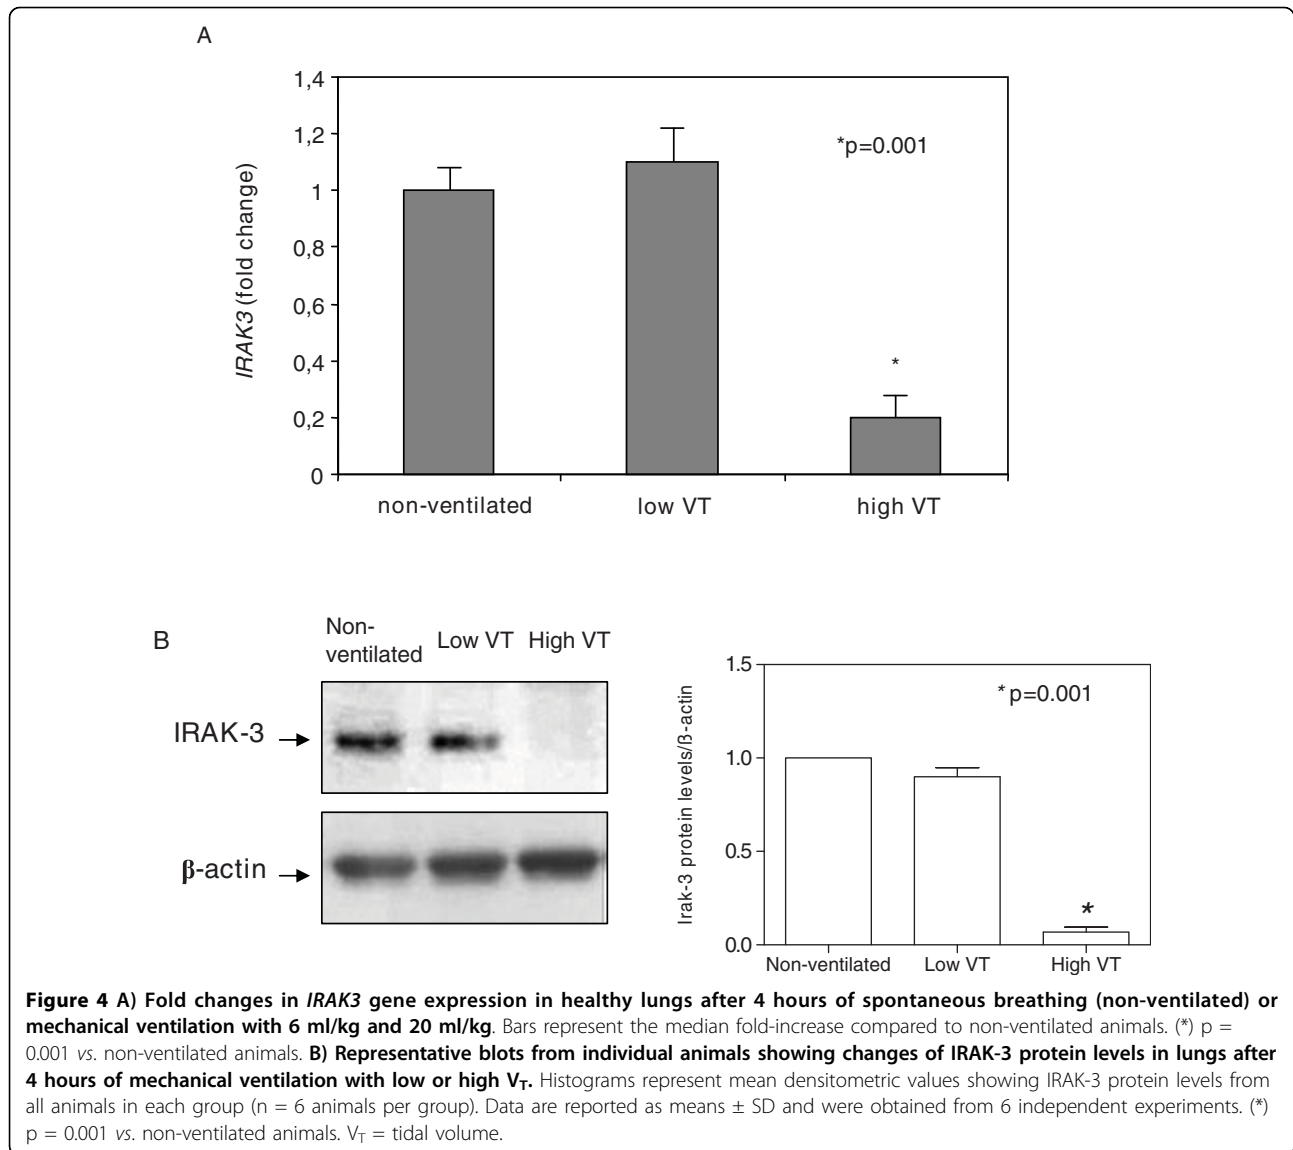 A
1,4
1,2
1
0,8
0,6
0,4
0,2
0
IRAK3 (fold change)
*p=0.001
*
non-ventilated low VT high VT
B
Non-
ventilated Low VT High VT
IRAK-3
β-actin
1.5
1.0
0.5
0.0
Irak-3 protein levels/ß-actin
*p=0.001
*
Non-ventilated Low VT High VT
Figure 4 A) Fold changes in IRAK3 gene expression in healthy lungs after 4 hours of spontaneous breathing (non-ventilated) or
mechanical ventilation with 6 ml/kg and 20 ml/kg. Bars represent the median fold-increase compared to non-ventilated animals. (*) p =
0.001 vs. non-ventilated animals. B) Representative blots from individual animals showing changes of IRAK-3 protein levels in lungs after
4 hours of mechanical ventilation with low or high VT. Histograms represent mean densitometric values showing IRAK-3 protein levels from
all animals in each group (n = 6 animals per group). Data are reported as means ± SD and were obtained from 6 independent experiments. (*)
p = 0.001 vs. non-ventilated animals. VT = tidal volume.